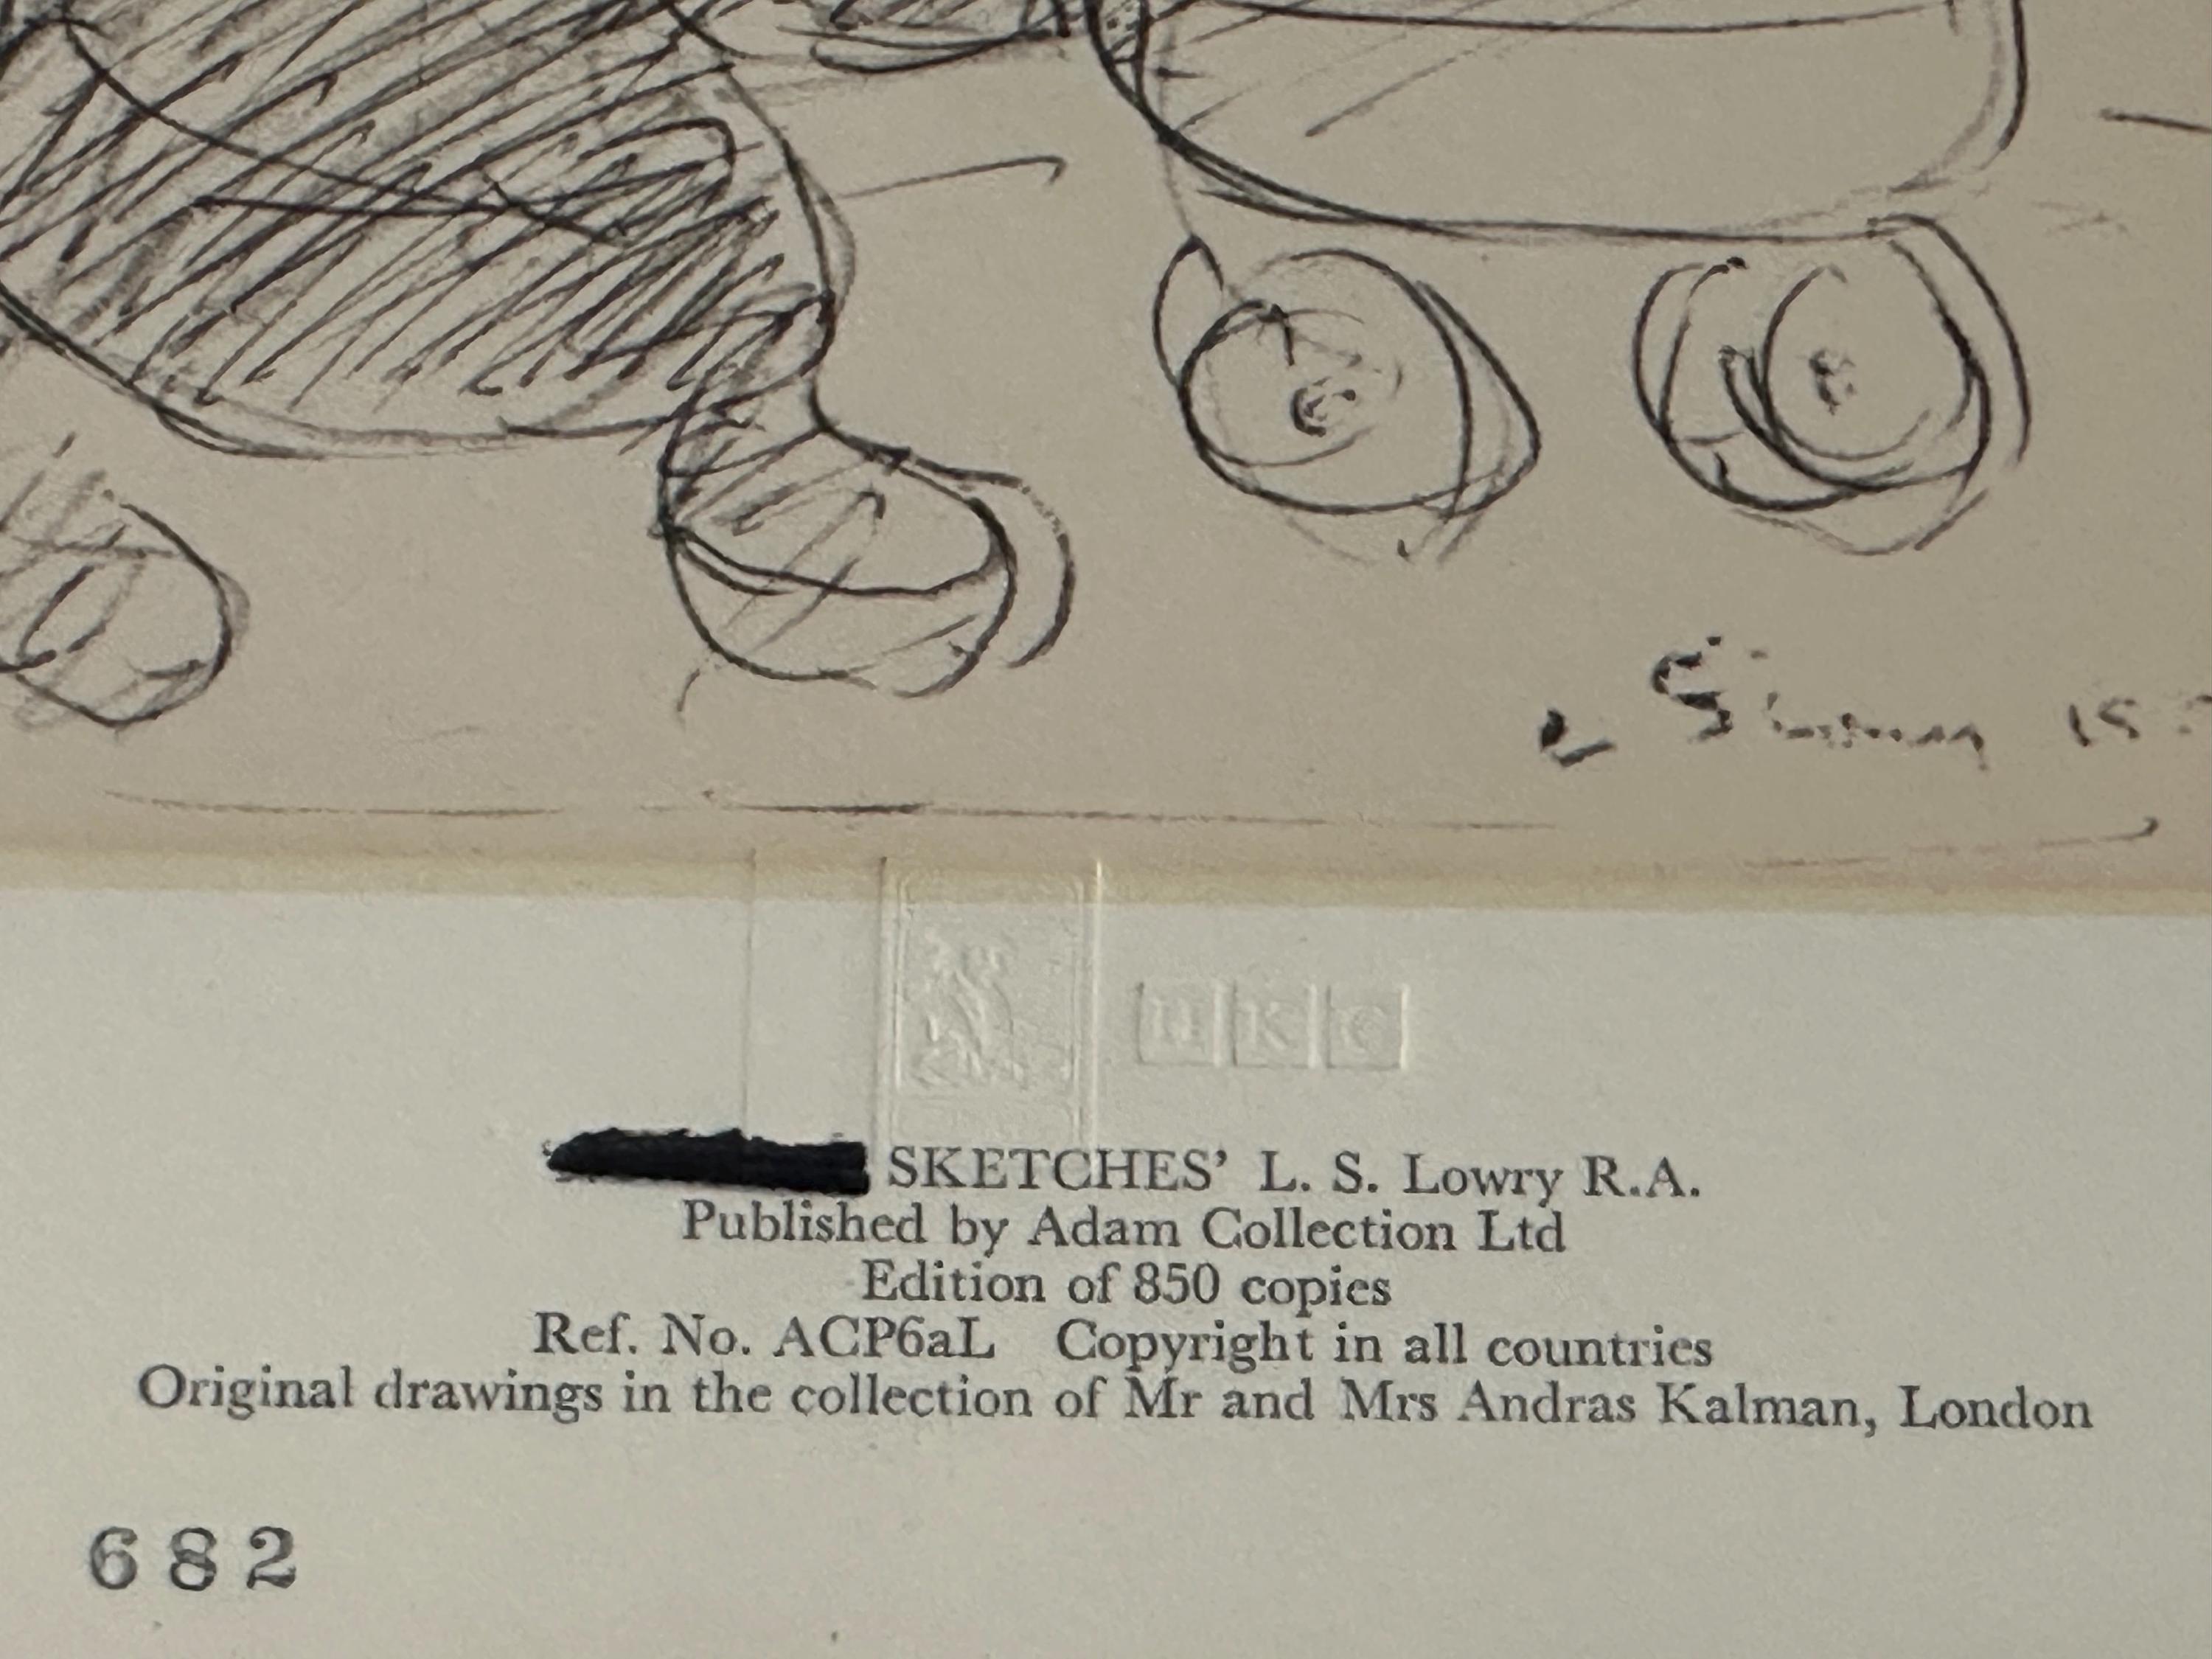 SKETCHES’ L. S. Lowry R.A.
Published by Adam Collection Ltd
Edition of 850 copies
Ref. No. ACP6aL Copyright in all countries
Original drawings in the collection of Mr and Mrs Andras Kalman, London
682